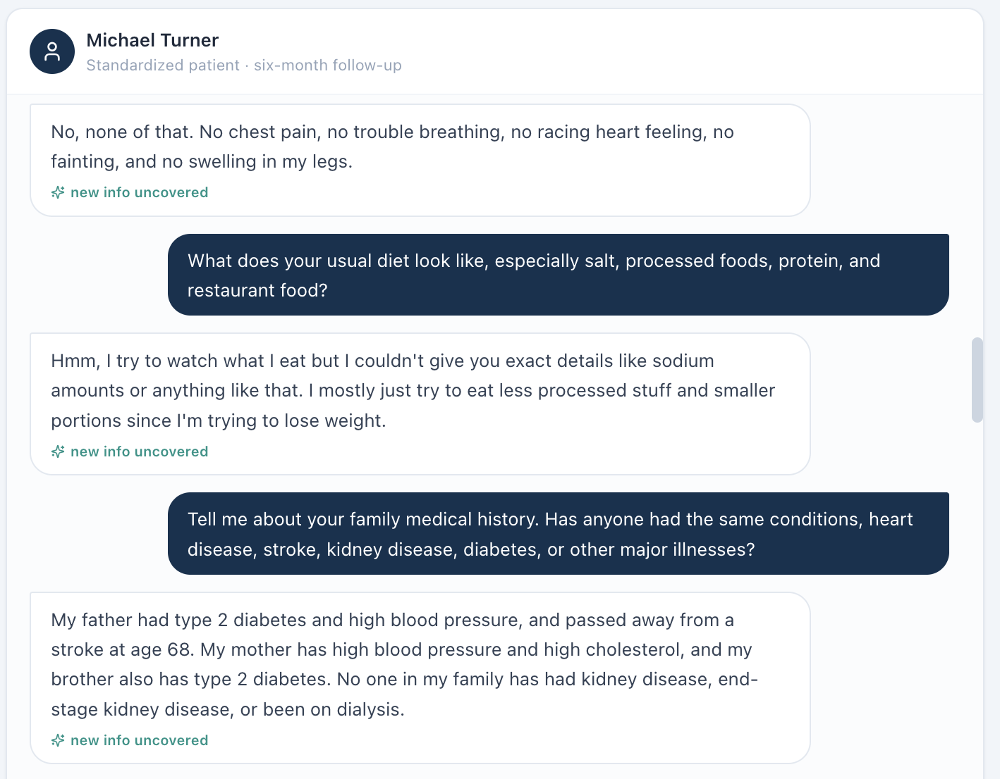 Michael Turner
Standardized patient · six-month follow-up
No, none of that. No chest pain, no trouble breathing, no racing heart feeling, no
fainting, and no swelling in my legs.
new info uncovered
What does your usual diet look like, especially salt, processed foods, protein, and
restaurant food?
Hmm, I try to watch what I eat but I couldn't give you exact details like sodium
amounts or anything like that. I mostly just try to eat less processed stuff and smaller
portions since I'm trying to lose weight.
new info uncovered
Tell me about your family medical history. Has anyone had the same conditions, heart
disease, stroke, kidney disease, diabetes, or other major illnesses?
My father had type 2 diabetes and high blood pressure, and passed away from a
stroke at age 68. My mother has high blood pressure and high cholesterol, and my
brother also has type 2 diabetes. No one in my family has had kidney disease, end-
stage kidney disease, or been on dialysis.
new info uncovered